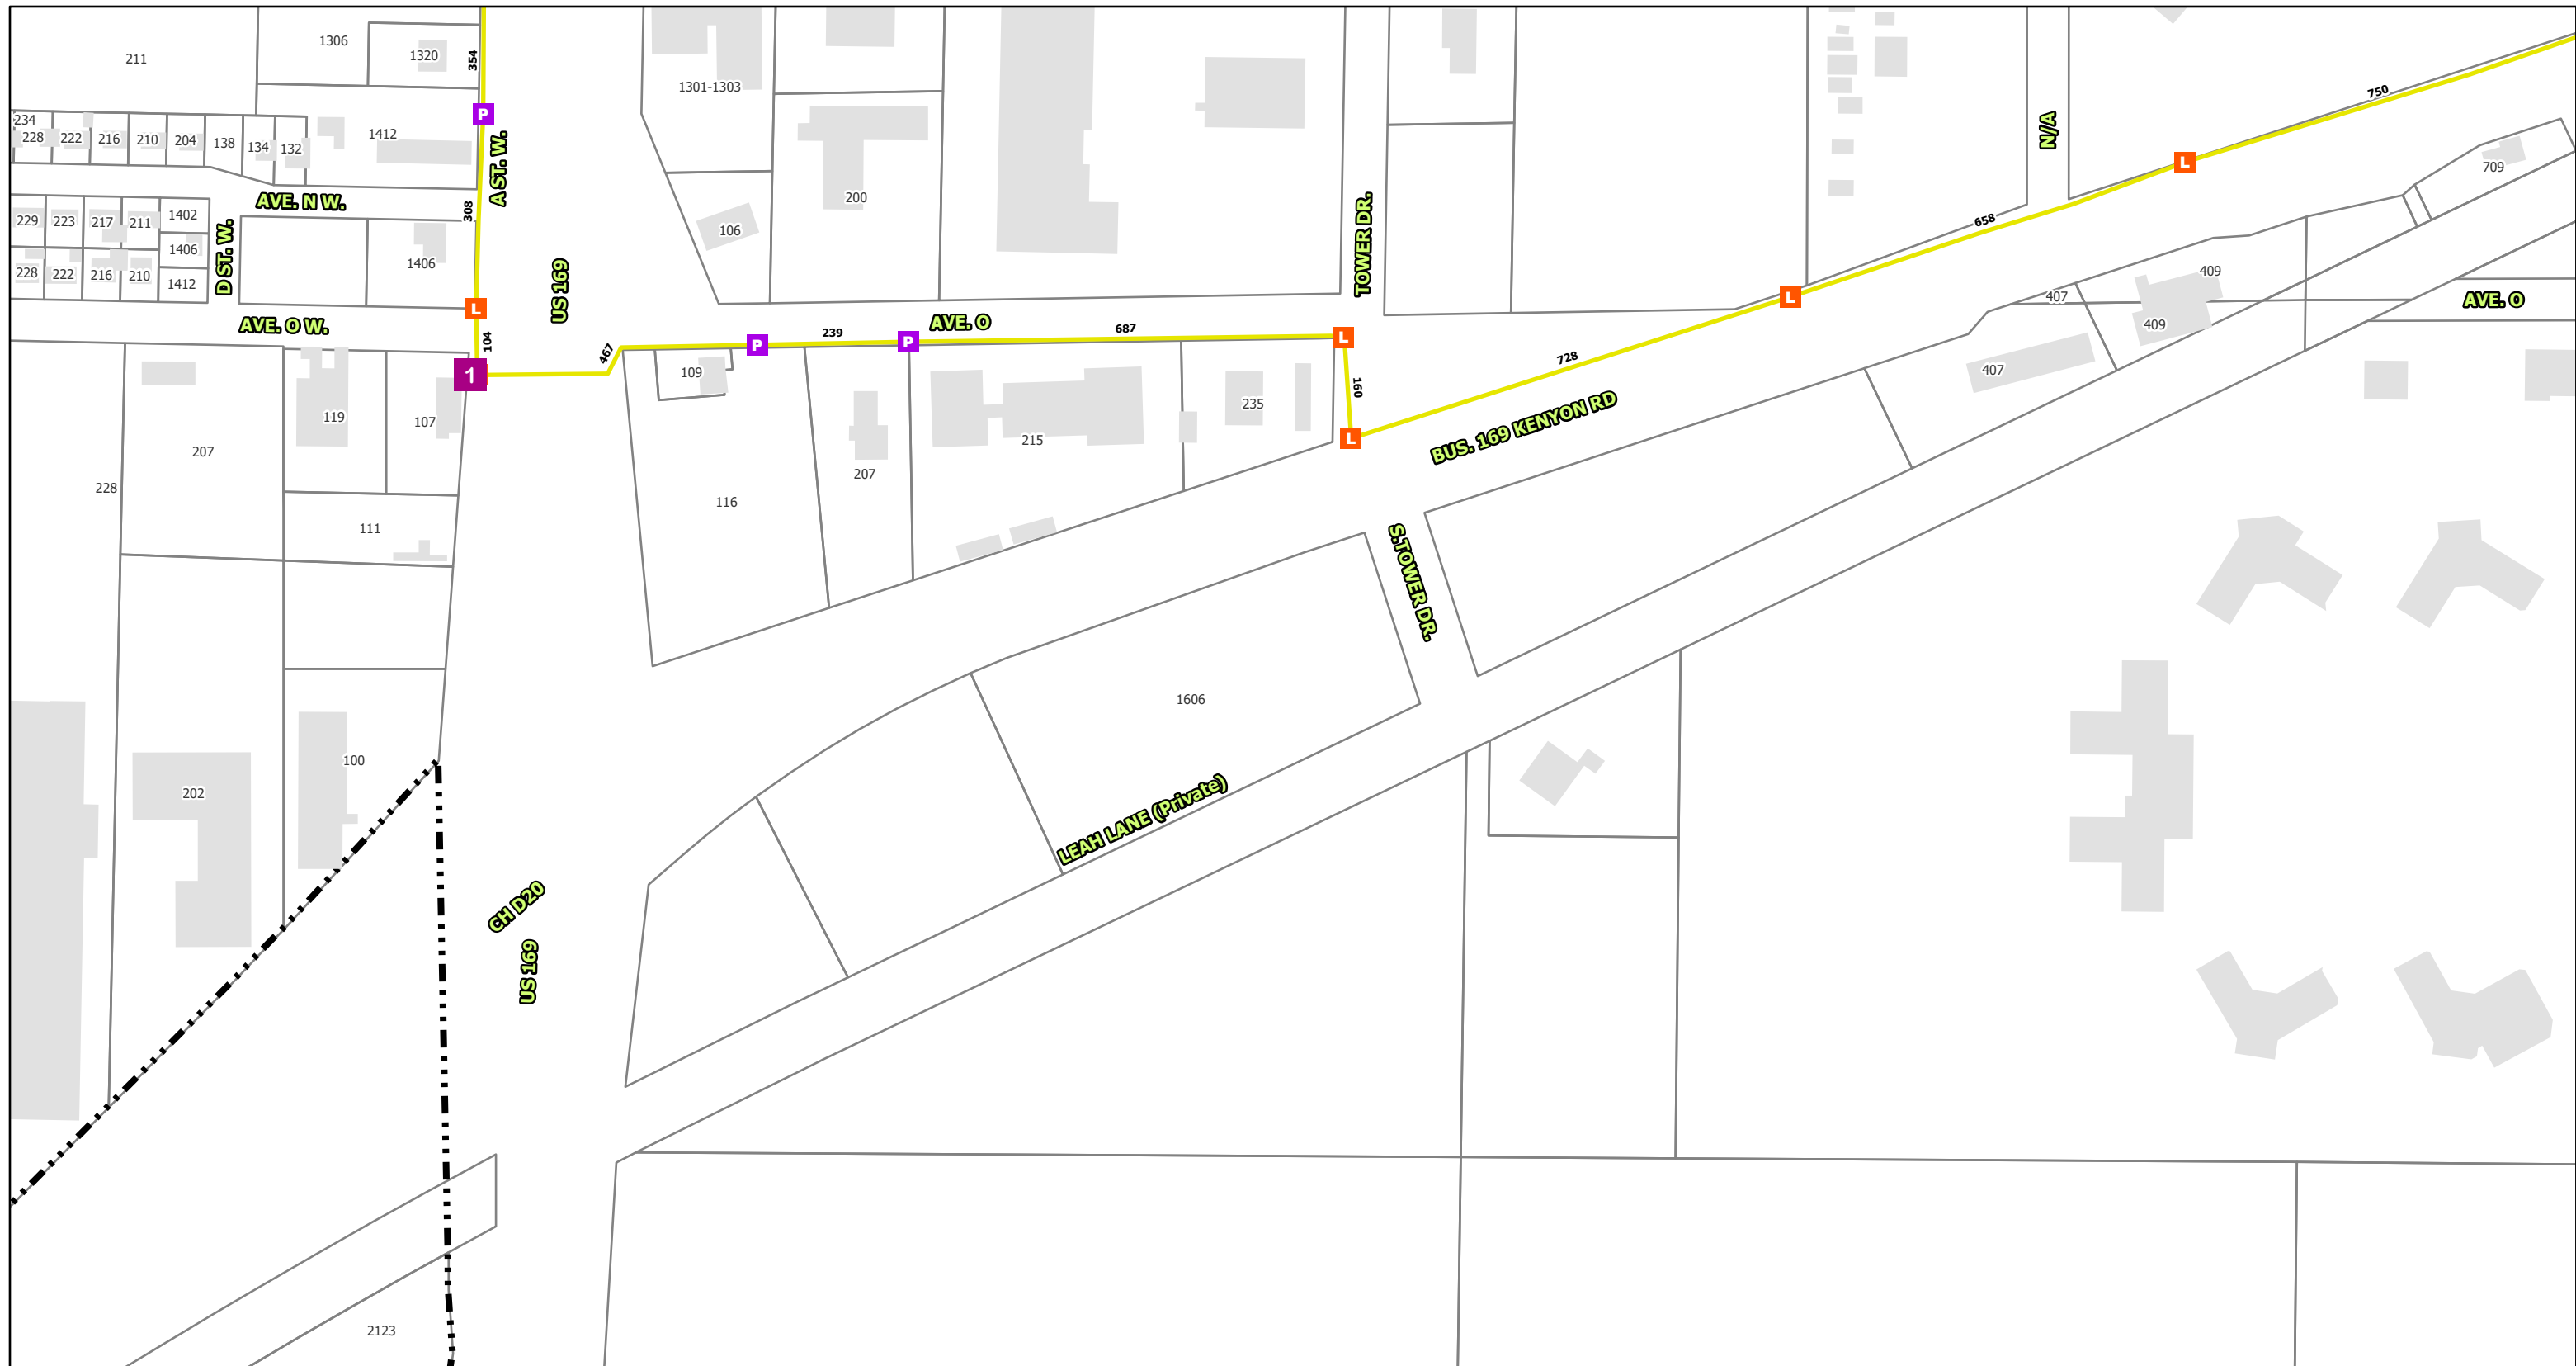 211
1306
1320
354
1301-1303
750
P
234
228
222
216
210
204
138
134
132
1412
A ST. W.
N/A
L
709
AVE. N W.
200
229
223
217
211
1402
308
106
TOWER DR.
658
D ST. W.
1406
1406
228
222
216
210
1412
US 169
409
407
L
AVE. O
L
AVE. O W.
104
AVE. O
239
687
P
P
L
409
467
728
1
109
160
407
235
119
107
BUS. 169 KENYON RD
L
207
215
207
228
116
111
S.TOWER DR.
1606
100
202
LEAH LANE (Private)
CH D20
US 169
2123